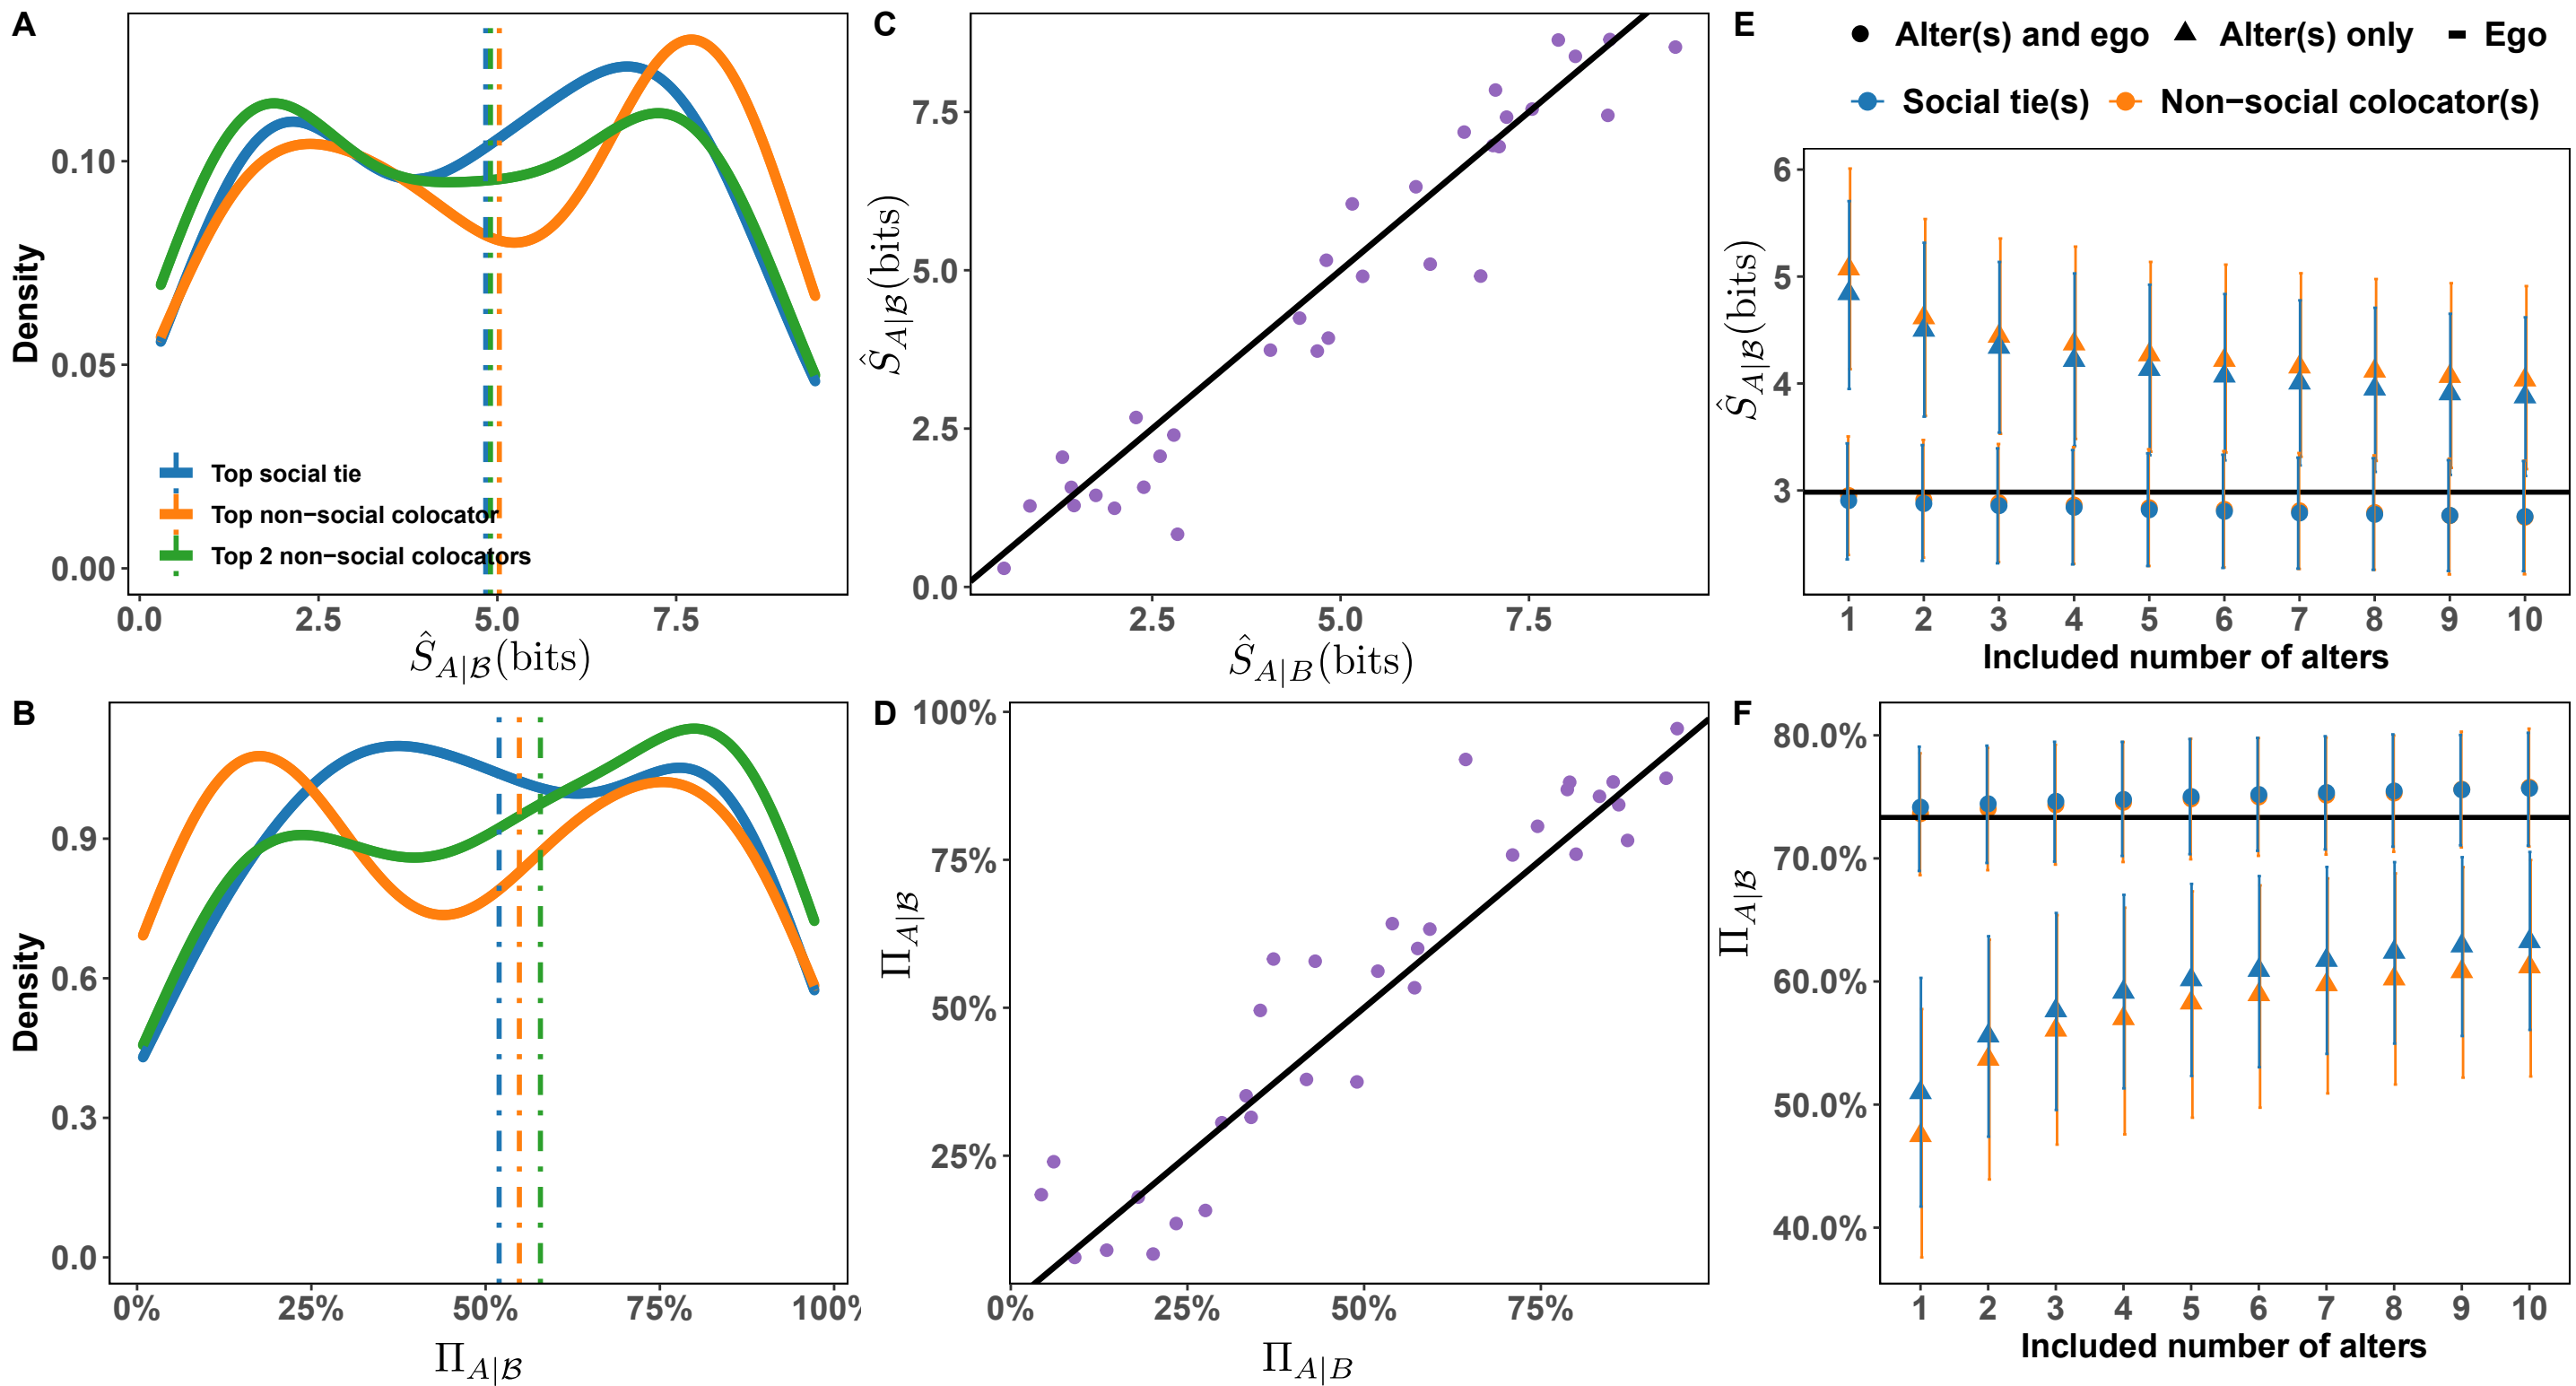 A
Density
0.10
0.05
0.00
Top social tie
Top non−social colocator
Top 2 non−social colocators
0.0 2.5 5.0 7.5
Ŝ_{A|ℬ}(bits)
C
Ŝ_{A|ℬ}(bits)
7.5
5.0
2.5
0.0
2.5 5.0 7.5
Ŝ_{A|B}(bits)
E
Alter(s) and ego Alter(s) only Ego
Social tie(s) Non−social colocator(s)
Ŝ_{A|ℬ}(bits)
6
5
4
3
1 2 3 4 5 6 7 8 9 10
Included number of alters
B
Density
0.9
0.6
0.3
0.0
0% 25% 50% 75% 100%
Π_{A|ℬ}
D
Π_{A|ℬ}
100%
75%
50%
25%
0% 25% 50% 75%
Π_{A|B}
F
Π_{A|ℬ}
80.0%
70.0%
60.0%
50.0%
40.0%
1 2 3 4 5 6 7 8 9 10
Included number of alters